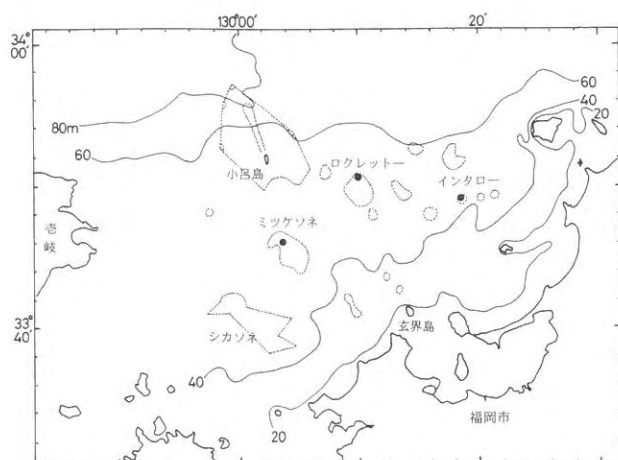 130°00′
20′
34°
00′
60
40
20
80m
60
小呂島
ロクレットー
インタロー
ミツケソネ
壱
岐
シカソネ
33°
40′
玄界島
40
20
福岡市